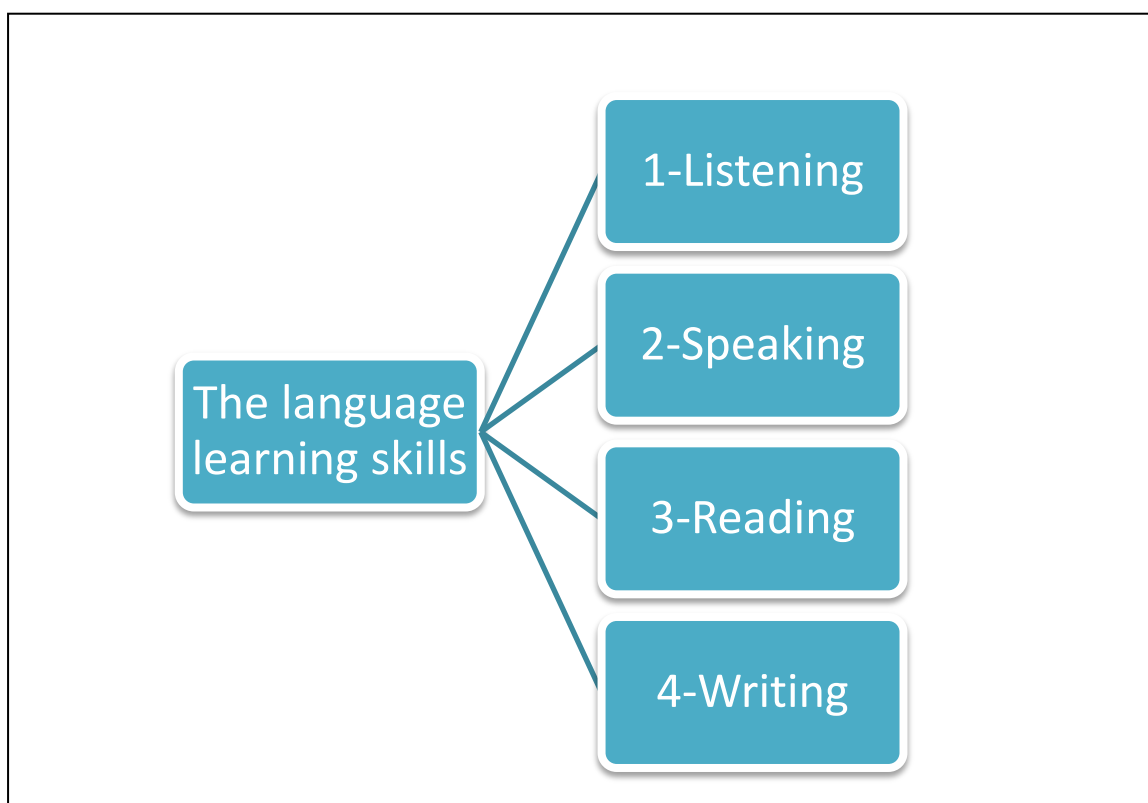 The language
learning skills
1-Listening
2-Speaking
3-Reading
4-Writing